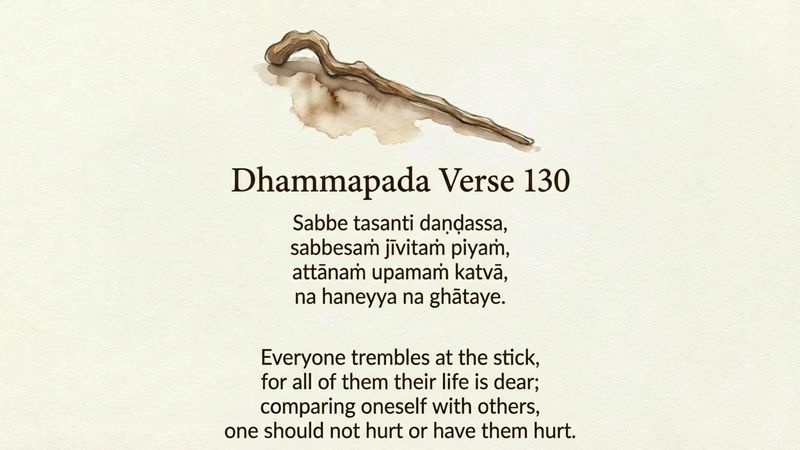 Dhammapada Verse 130
Sabbe tasanti daṇḍassa,
sabbesaṁ jīvitaṁ piyaṁ,
attānaṁ upamaṁ katvā,
na haneyya na ghātaye.
Everyone trembles at the stick,
for all of them their life is dear;
comparing oneself with others,
one should not hurt or have them hurt.